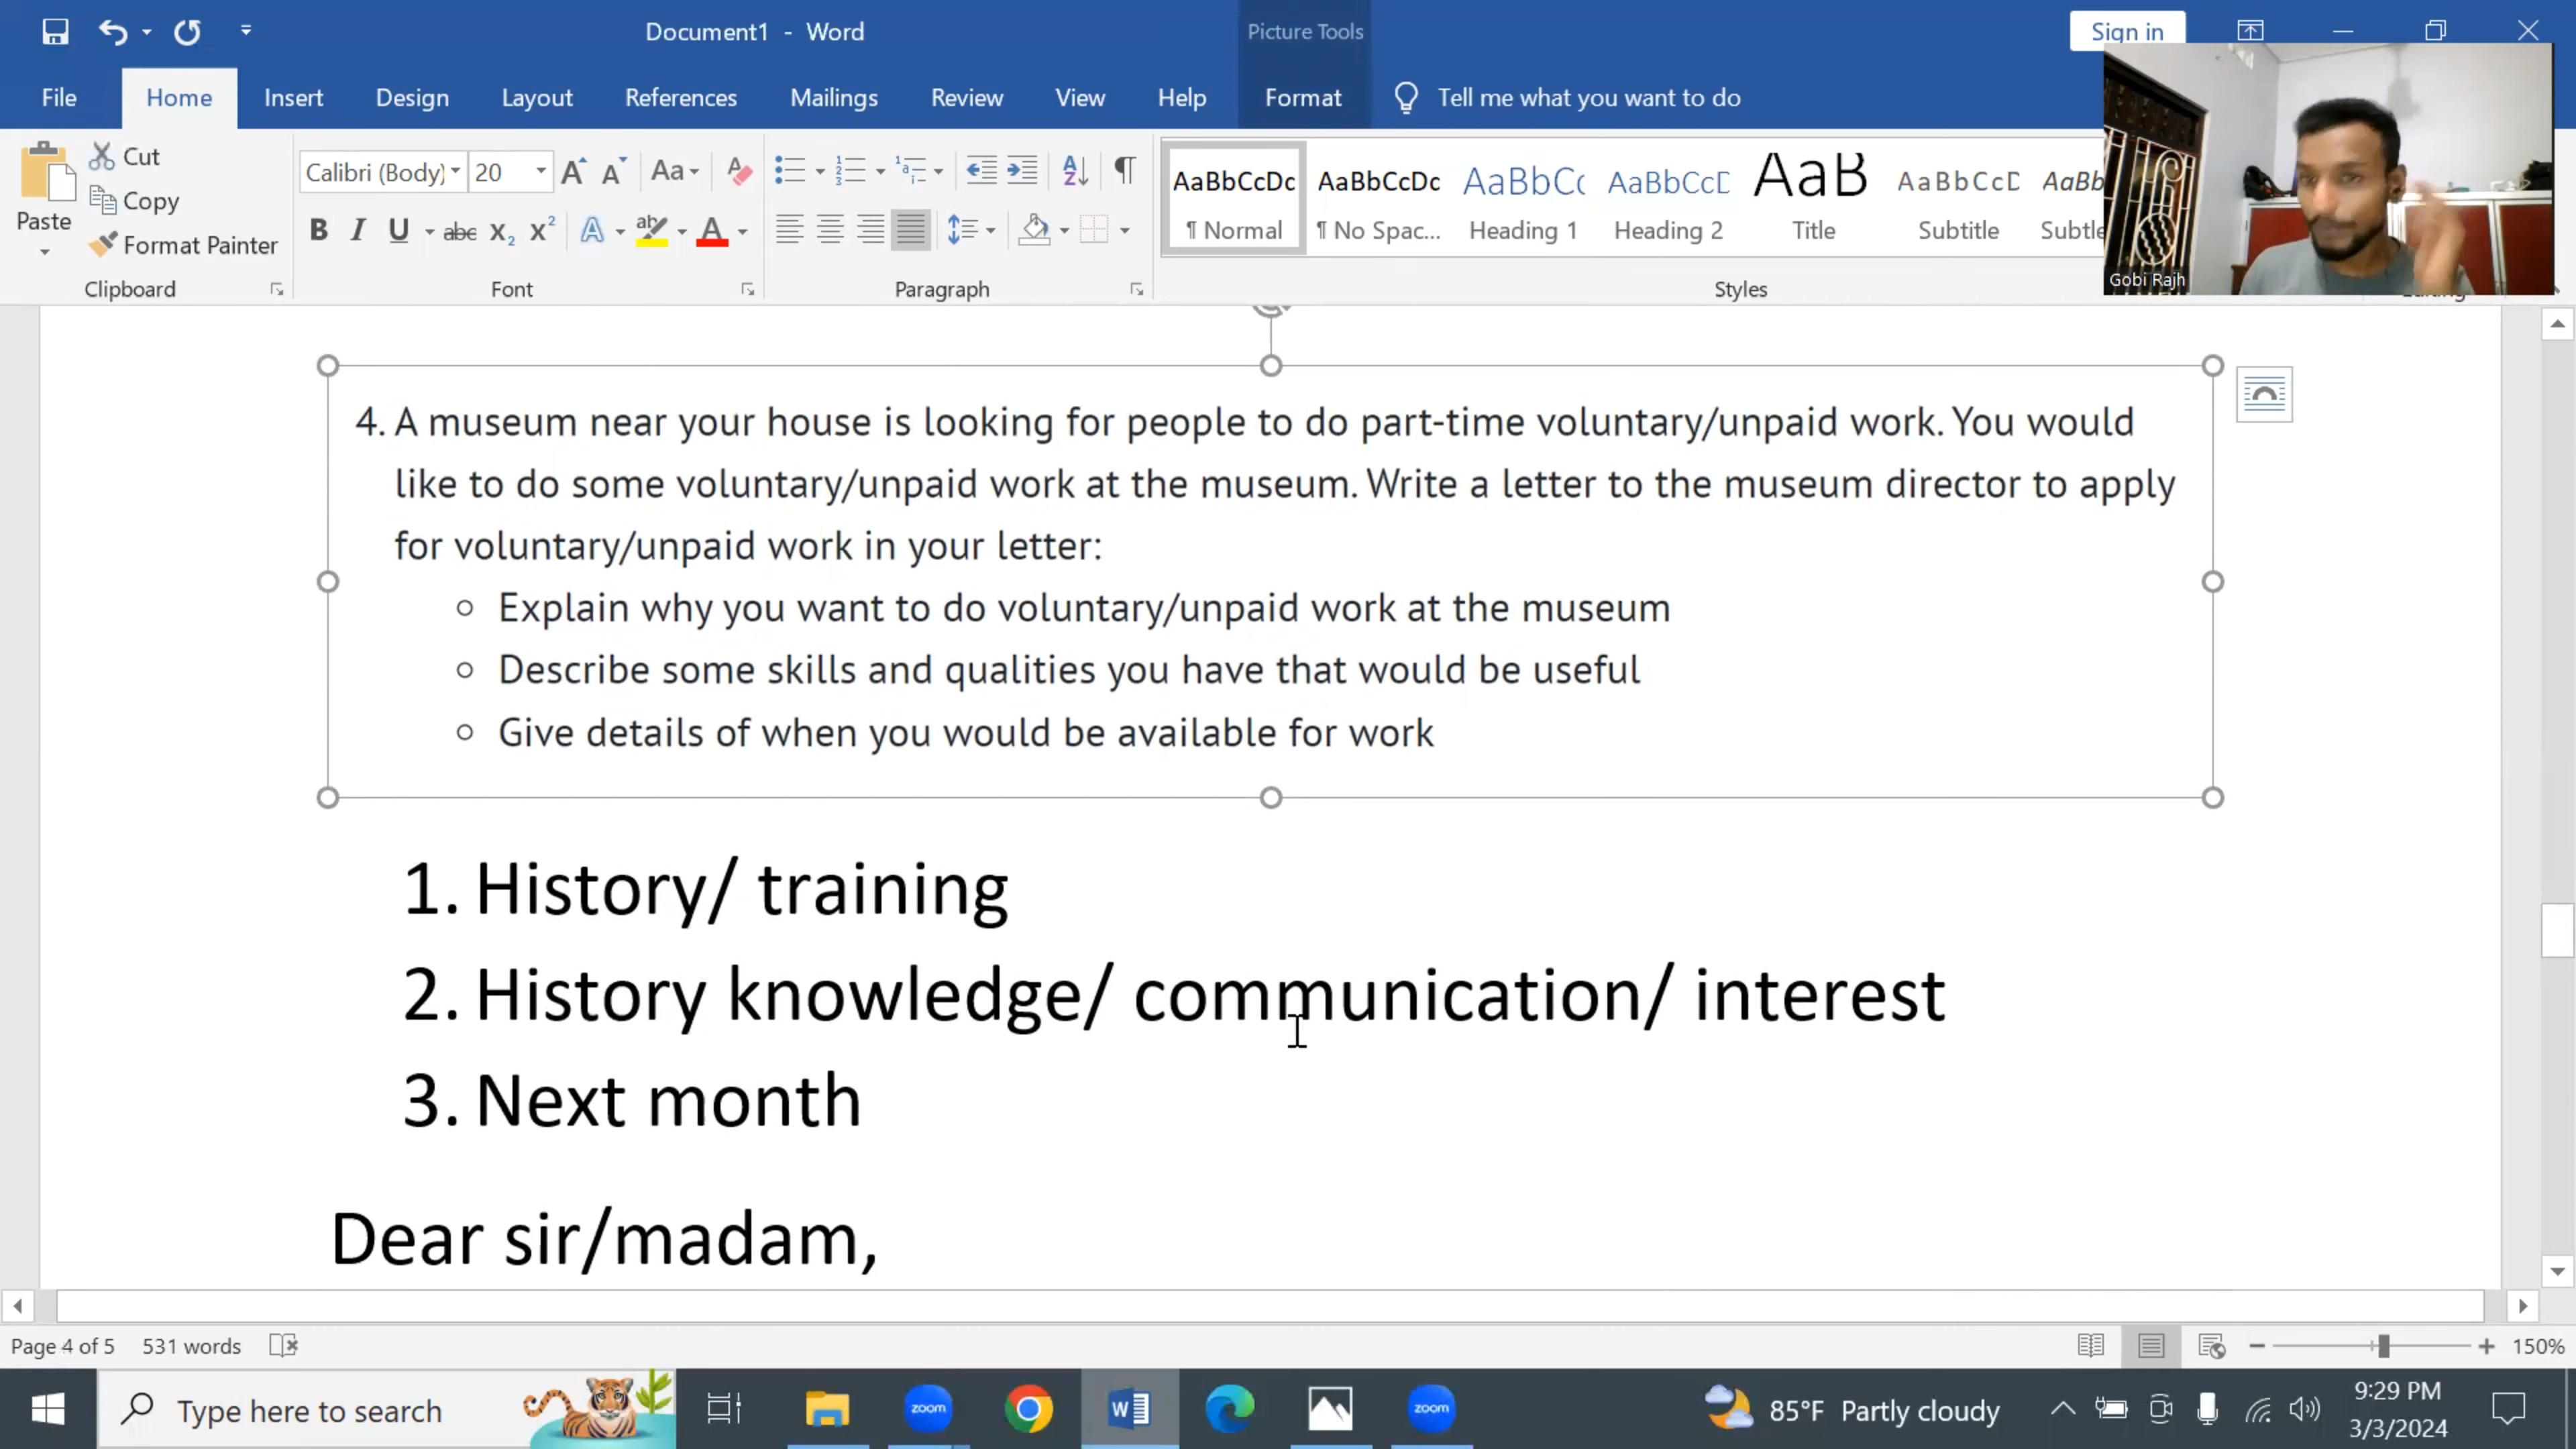 Document1 - Word
Picture Tools
Sign in
File
Home
Insert
Design
Layout
References
Mailings
Review
View
Help
Format
Tell me what you want to do
Paste
Cut
Copy
Format Painter
Clipboard
Calibri (Body)
20
Font
Paragraph
AaBbCcDc
¶ Normal
AaBbCcDc
¶ No Spac...
AaBbCc
Heading 1
AaBbCcD
Heading 2
AaB
Title
AaBbCcD
Subtitle
AaBb
Subtle
Styles
Gobi Rajh
4. A museum near your house is looking for people to do part-time voluntary/unpaid work. You would
like to do some voluntary/unpaid work at the museum. Write a letter to the museum director to apply
for voluntary/unpaid work in your letter:
○ Explain why you want to do voluntary/unpaid work at the museum
○ Describe some skills and qualities you have that would be useful
○ Give details of when you would be available for work
1. History/ training
2. History knowledge/ communication/ interest
3. Next month
Dear sir/madam,
Page 4 of 5
531 words
150%
Type here to search
zoom
zoom
85°F Partly cloudy
9:29 PM
3/3/2024